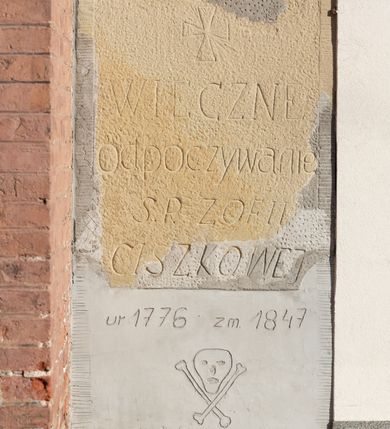 WIECZNE
odpoczywanie
Ś.P. ZOFII
CISZKOWEJ
ur 1776 zm. 1847